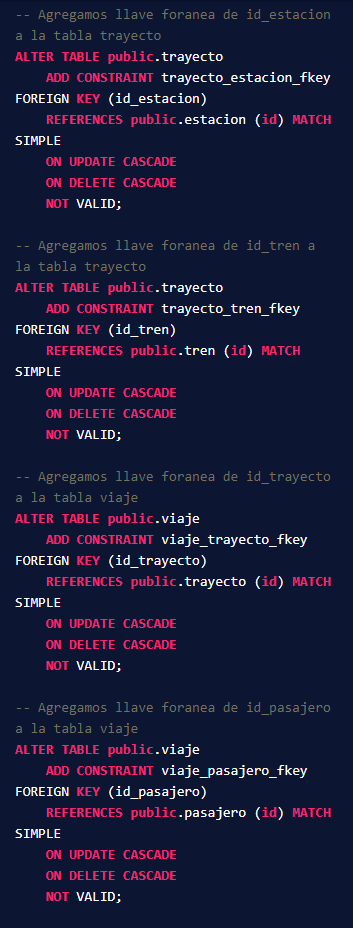 -- Agregamos llave foranea de id_estacion
a la tabla trayecto
ALTER TABLE public.trayecto
ADD CONSTRAINT trayecto_estacion_fkey
FOREIGN KEY (id_estacion)
REFERENCES public.estacion (id) MATCH
SIMPLE
ON UPDATE CASCADE
ON DELETE CASCADE
NOT VALID;
-- Agregamos llave foranea de id_tren a
la tabla trayecto
ALTER TABLE public.trayecto
ADD CONSTRAINT trayecto_tren_fkey
FOREIGN KEY (id_tren)
REFERENCES public.tren (id) MATCH
SIMPLE
ON UPDATE CASCADE
ON DELETE CASCADE
NOT VALID;
-- Agregamos llave foranea de id_trayecto
a la tabla viaje
ALTER TABLE public.viaje
ADD CONSTRAINT viaje_trayecto_fkey
FOREIGN KEY (id_trayecto)
REFERENCES public.trayecto (id) MATCH
SIMPLE
ON UPDATE CASCADE
ON DELETE CASCADE
NOT VALID;
-- Agregamos llave foranea de id_pasajero
a la tabla viaje
ALTER TABLE public.viaje
ADD CONSTRAINT viaje_pasajero_fkey
FOREIGN KEY (id_pasajero)
REFERENCES public.pasajero (id) MATCH
SIMPLE
ON UPDATE CASCADE
ON DELETE CASCADE
NOT VALID;